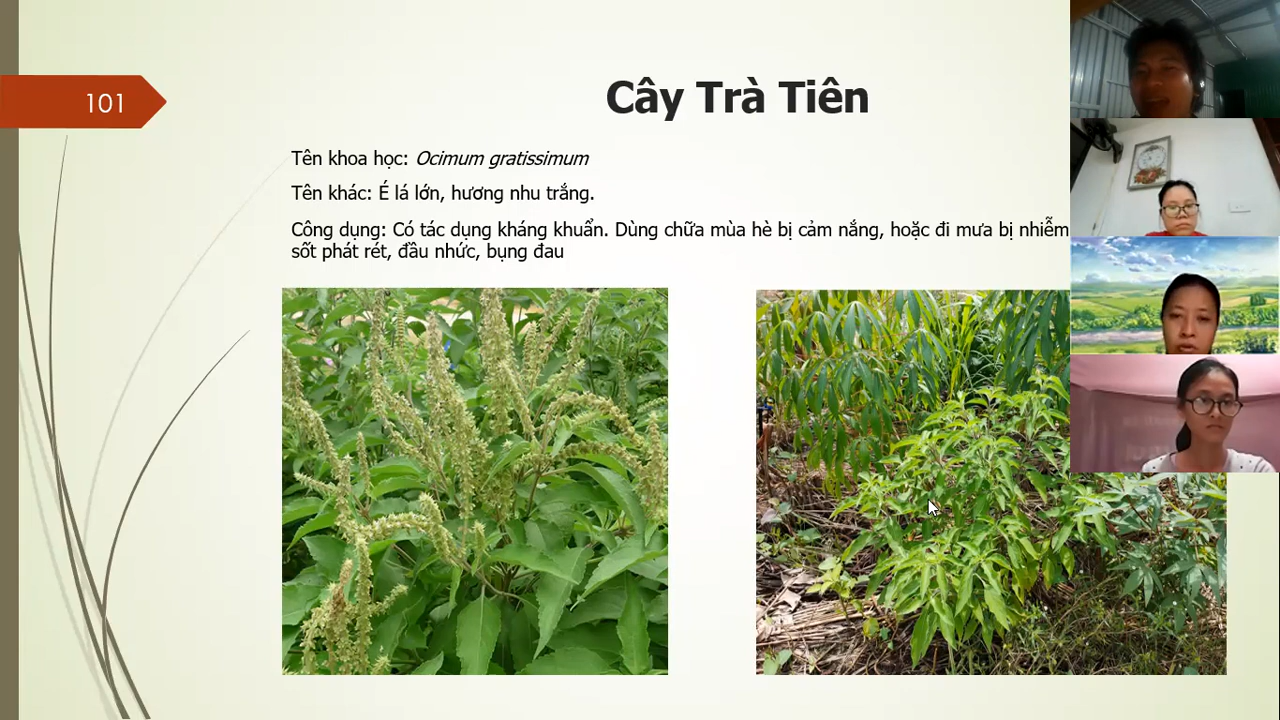 101
Cây Trà Tiên
Tên khoa học: Ocimum gratissimum
Tên khác: É lá lớn, hương nhu trắng.
Công dụng: Có tác dụng kháng khuẩn. Dùng chữa mùa hè bị cảm nắng, hoặc đi mưa bị nhiễm
sốt phát rét, đầu nhức, bụng đau